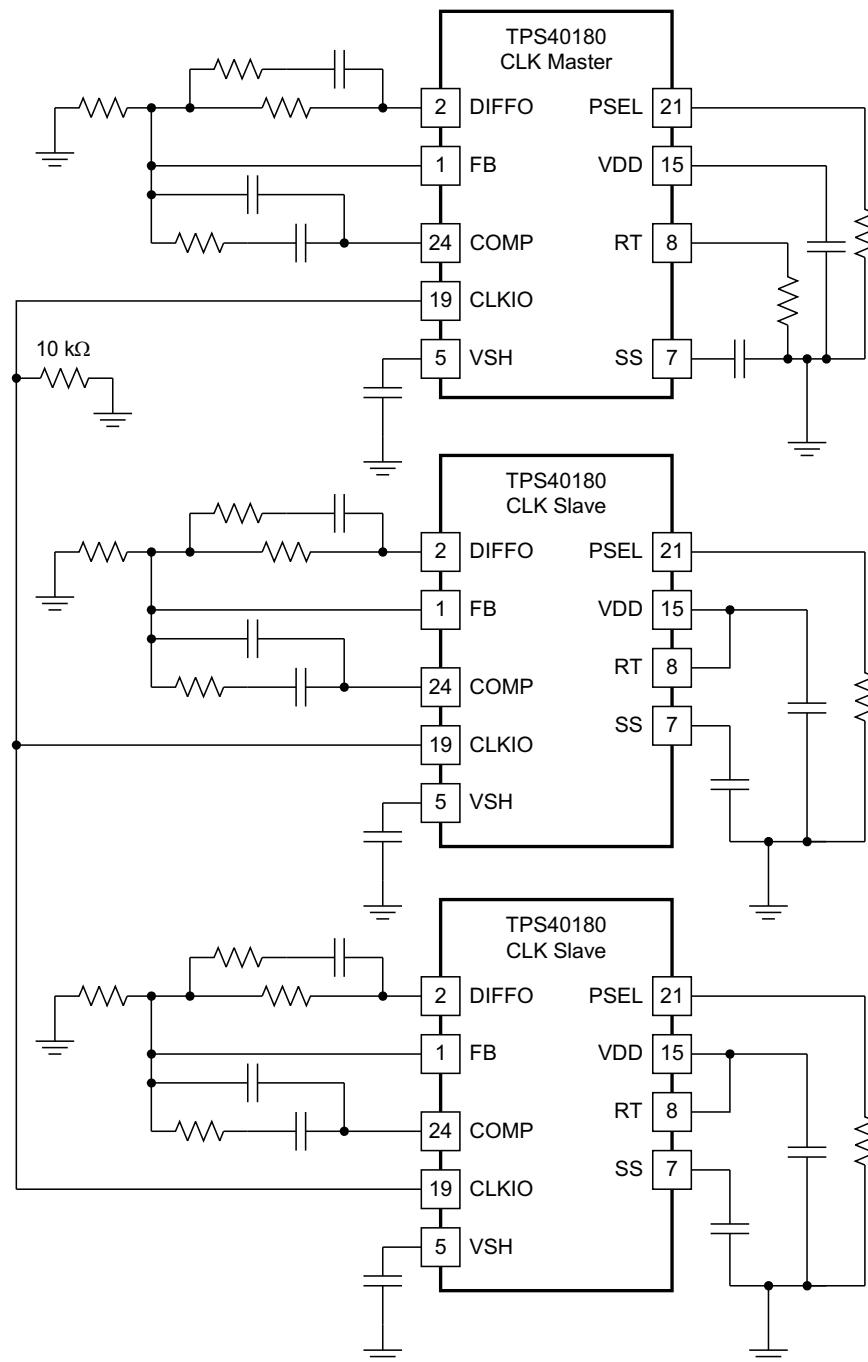 TPS40180
CLK Master
2 DIFFO PSEL 21
1 FB VDD 15
24 COMP RT 8
19 CLKIO
10 kΩ
5 VSH SS 7
TPS40180
CLK Slave
2 DIFFO PSEL 21
1 FB VDD 15
RT 8
24 COMP
SS 7
19 CLKIO
5 VSH
TPS40180
CLK Slave
2 DIFFO PSEL 21
1 FB VDD 15
RT 8
24 COMP
SS 7
19 CLKIO
5 VSH